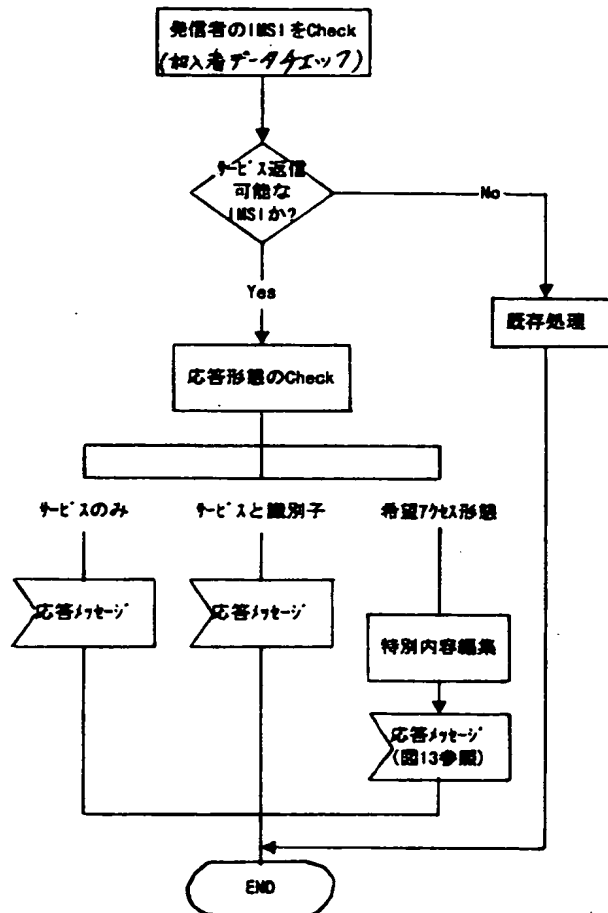 発信者のIMSIをCheck
(加入者データチェック)
サービス返信
可能な
IMSIか?
No
Yes
既存処理
応答形態のCheck
サービスのみ
サービスと識別子
希望アクセス形態
応答メッセージ
応答メッセージ
特別内容編集
応答メッセージ
(図13参照)
END